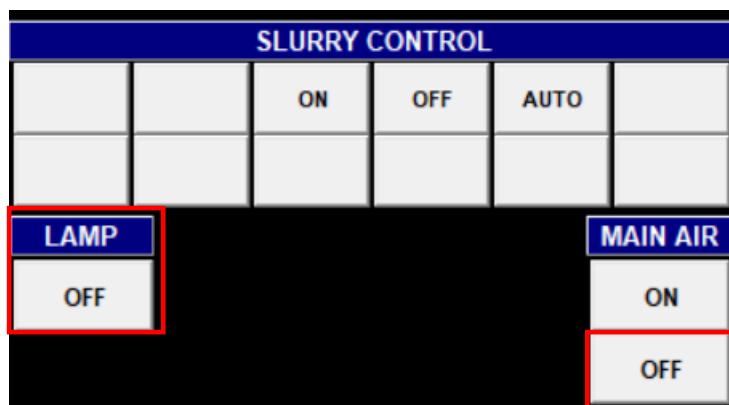 SLURRY CONTROL
ON OFF AUTO
LAMP MAIN AIR
OFF ON
OFF